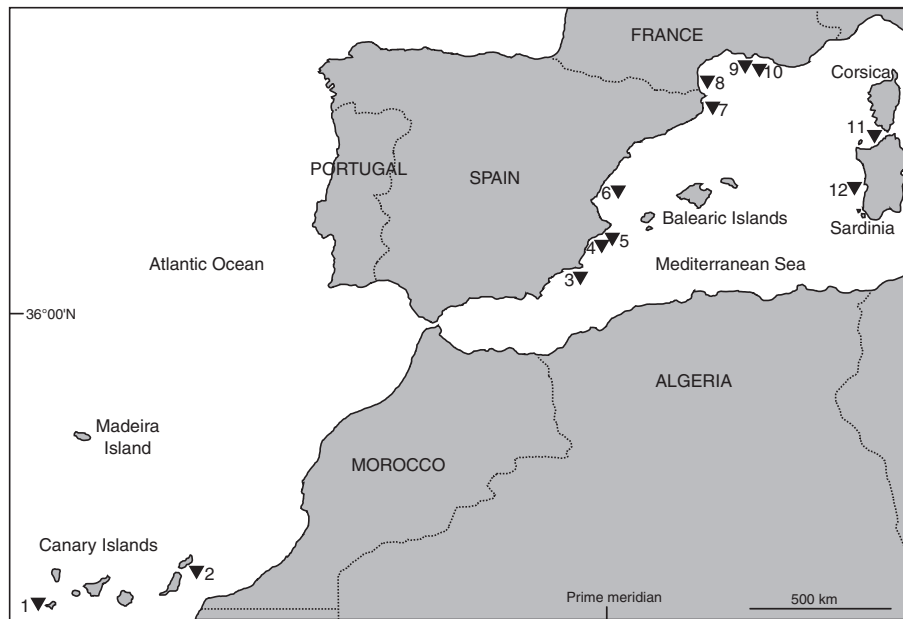 FRANCE
9
10
Corsica
8
7
11
PORTUGAL
SPAIN
6
12
Balearic Islands
Sardinia
5
4
Atlantic Ocean
Mediterranean Sea
3
36°00'N
ALGERIA
Madeira
Island
MOROCCO
Canary Islands
2
1
Prime meridian
500 km